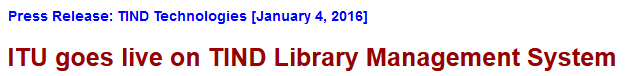 Press Release: TIND Technologies [January 4, 2016]
ITU goes live on TIND Library Management System